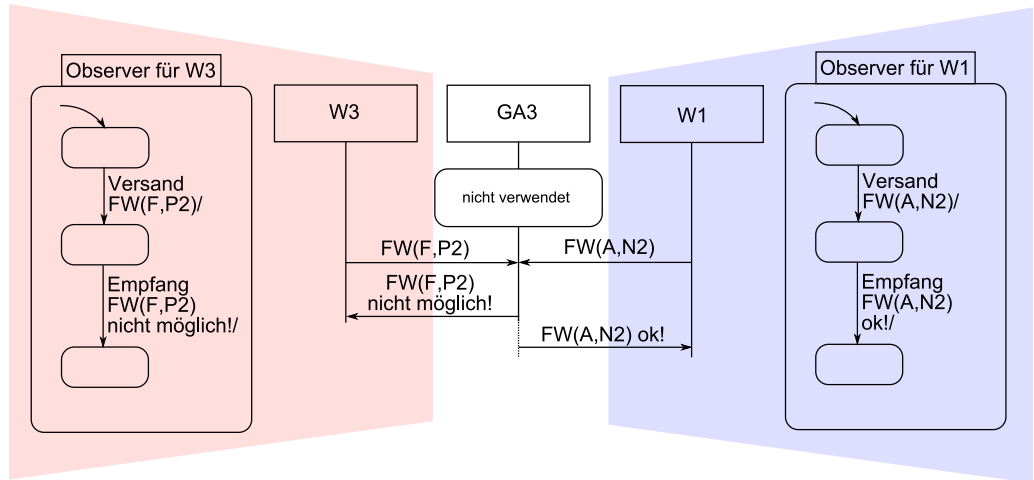 Observer für W3
Versand
FW(F,P2)/
Empfang
FW(F,P2)
nicht möglich!/
W3
GA3
W1
nicht verwendet
FW(F,P2)
FW(A,N2)
FW(F,P2)
nicht möglich!
FW(A,N2) ok!
Observer für W1
Versand
FW(A,N2)/
Empfang
FW(A,N2)
ok!/